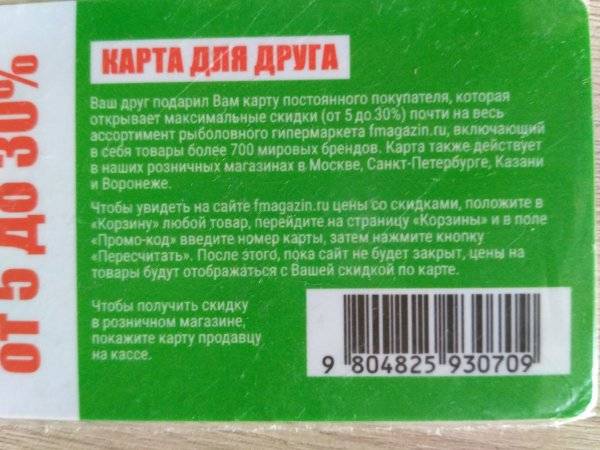 от 5 до 30%
КАРТА ДЛЯ ДРУГА
Ваш друг подарил Вам карту постоянного покупателя, которая
открывает максимальные скидки (от 5 до 30%) почти на весь
ассортимент рыболовного гипермаркета fmagazin.ru, включающий
в себя товары более 700 мировых брендов. Карта также действует
в наших розничных магазинах в Москве, Санкт-Петербурге, Казани
и Воронеже.
Чтобы увидеть на сайте fmagazin.ru цены со скидками, положите в
«Корзину» любой товар, перейдите на страницу «Корзины» и в поле
«Промо-код» введите номер карты, затем нажмите кнопку
«Пересчитать». После этого, пока сайт не будет закрыт, цены на
товары будут отображаться с Вашей скидкой по карте.
Чтобы получить скидку
в розничном магазине,
покажите карту продавцу
на кассе.
9 804825 930709